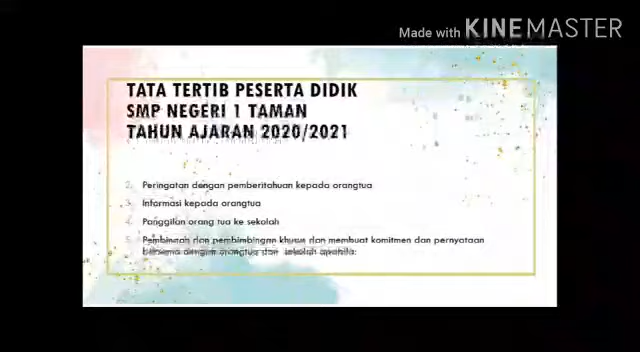 Made with KINEMASTER
TATA TERTIB PESERTA DIDIK
SMP NEGERI 1 TAMAN
TAHUN AJARAN 2020/2021
2. Peringatan dengan pemberitahuan kepada orangtua
3. Informasi kepada orangtua
4. Panggilan orang tua ke sekolah
5. Pembinaan dan pembimbingan khusus dan membuat komitmen dan pernyataan
bersama dengan orangtua dan sekolah apabila: